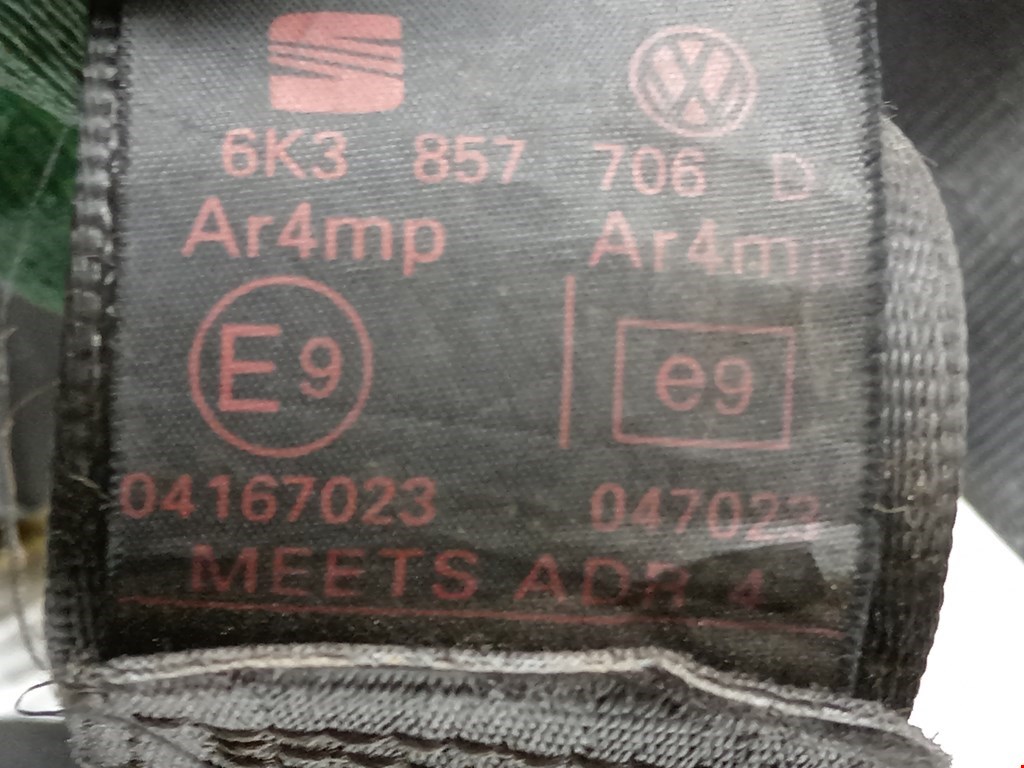 6K3 857 706 D
Ar4mp Ar4mp
E9 e9
04167023 047023
MEETS ADR 4